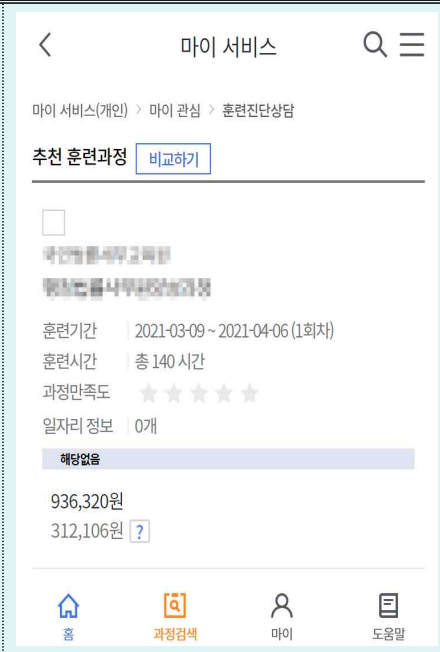 마이 서비스
마이 서비스(개인) > 마이 관심 > 훈련진단상담
추천 훈련과정 비교하기
훈련기간 2021-03-09 ~ 2021-04-06 (1회차)
훈련시간 총 140 시간
과정만족도
일자리 정보 0개
해당없음
936,320원
312,106원 ?
홈 과정검색 마이 도움말